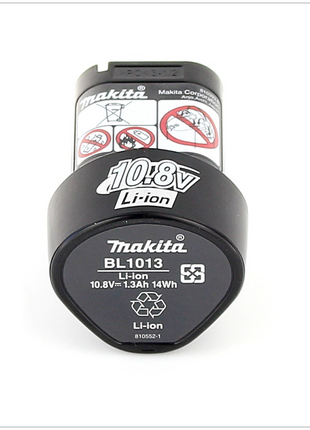 makita®
Makita Corporation
10.8V
Li-ion
makita®
BL1013
Li-ion
10.8V⎓1.3Ah 14Wh
Li-ion
810552-1